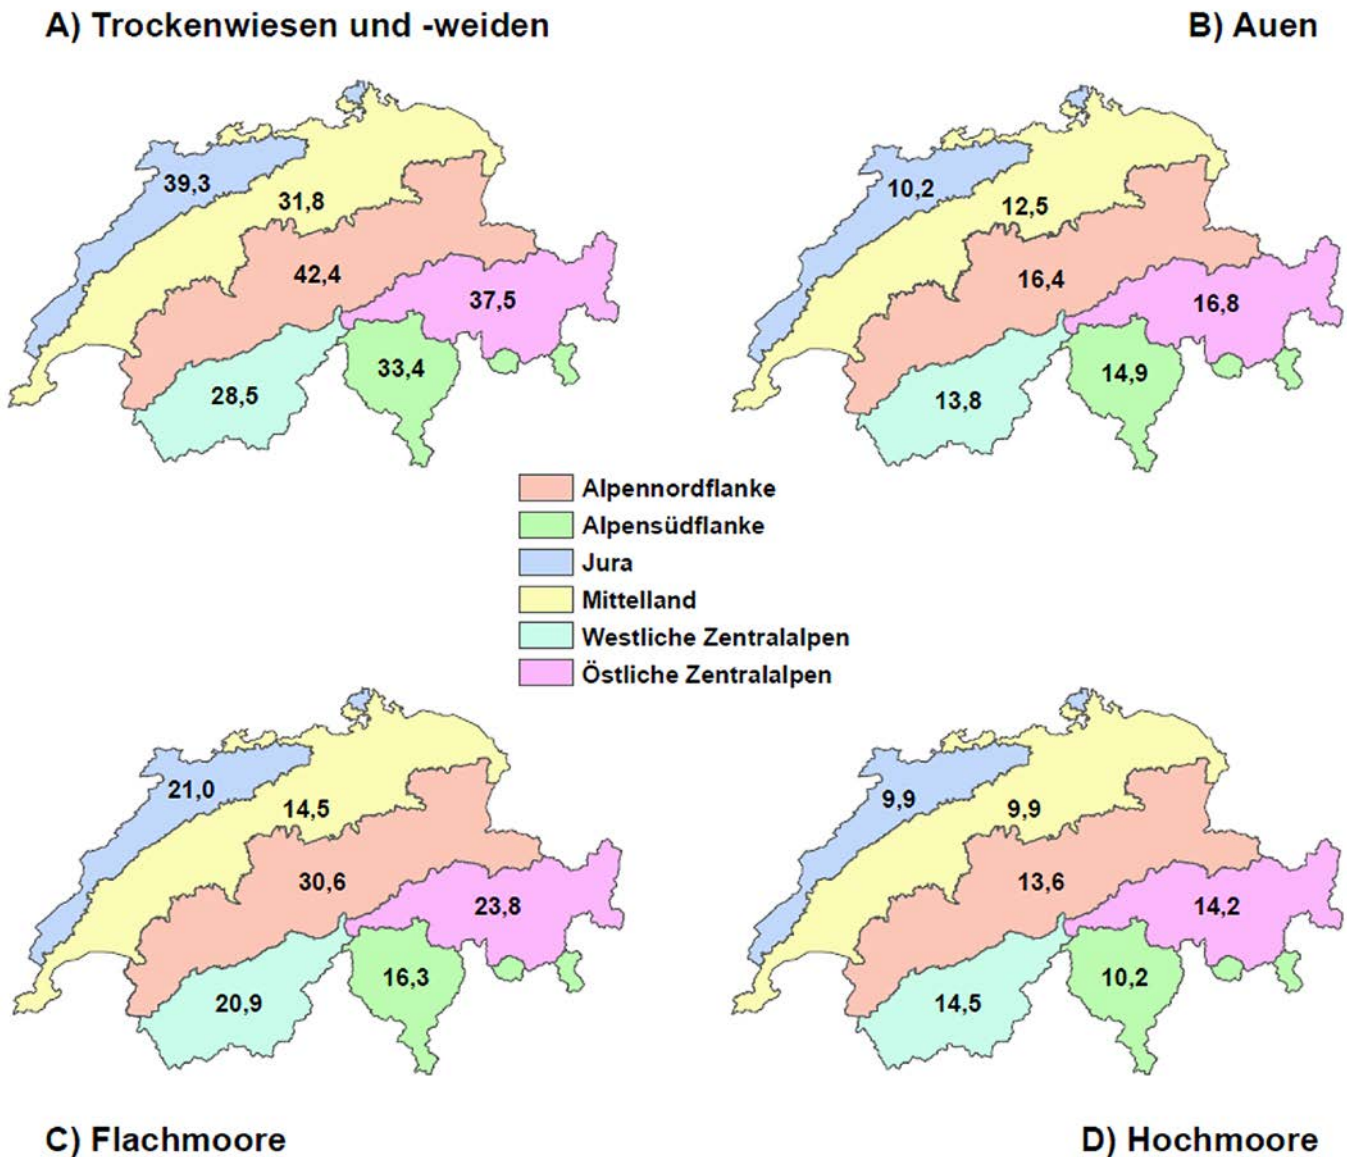 A) Trockenwiesen und -weiden
B) Auen
39,3
31,8
42,4
37,5
33,4
28,5
10,2
12,5
16,4
16,8
14,9
13,8
Alpennordflanke
Alpensüdflanke
Jura
Mittelland
Westliche Zentralalpen
Östliche Zentralalpen
21,0
14,5
30,6
23,8
16,3
20,9
9,9
9,9
13,6
14,2
10,2
14,5
C) Flachmoore
D) Hochmoore